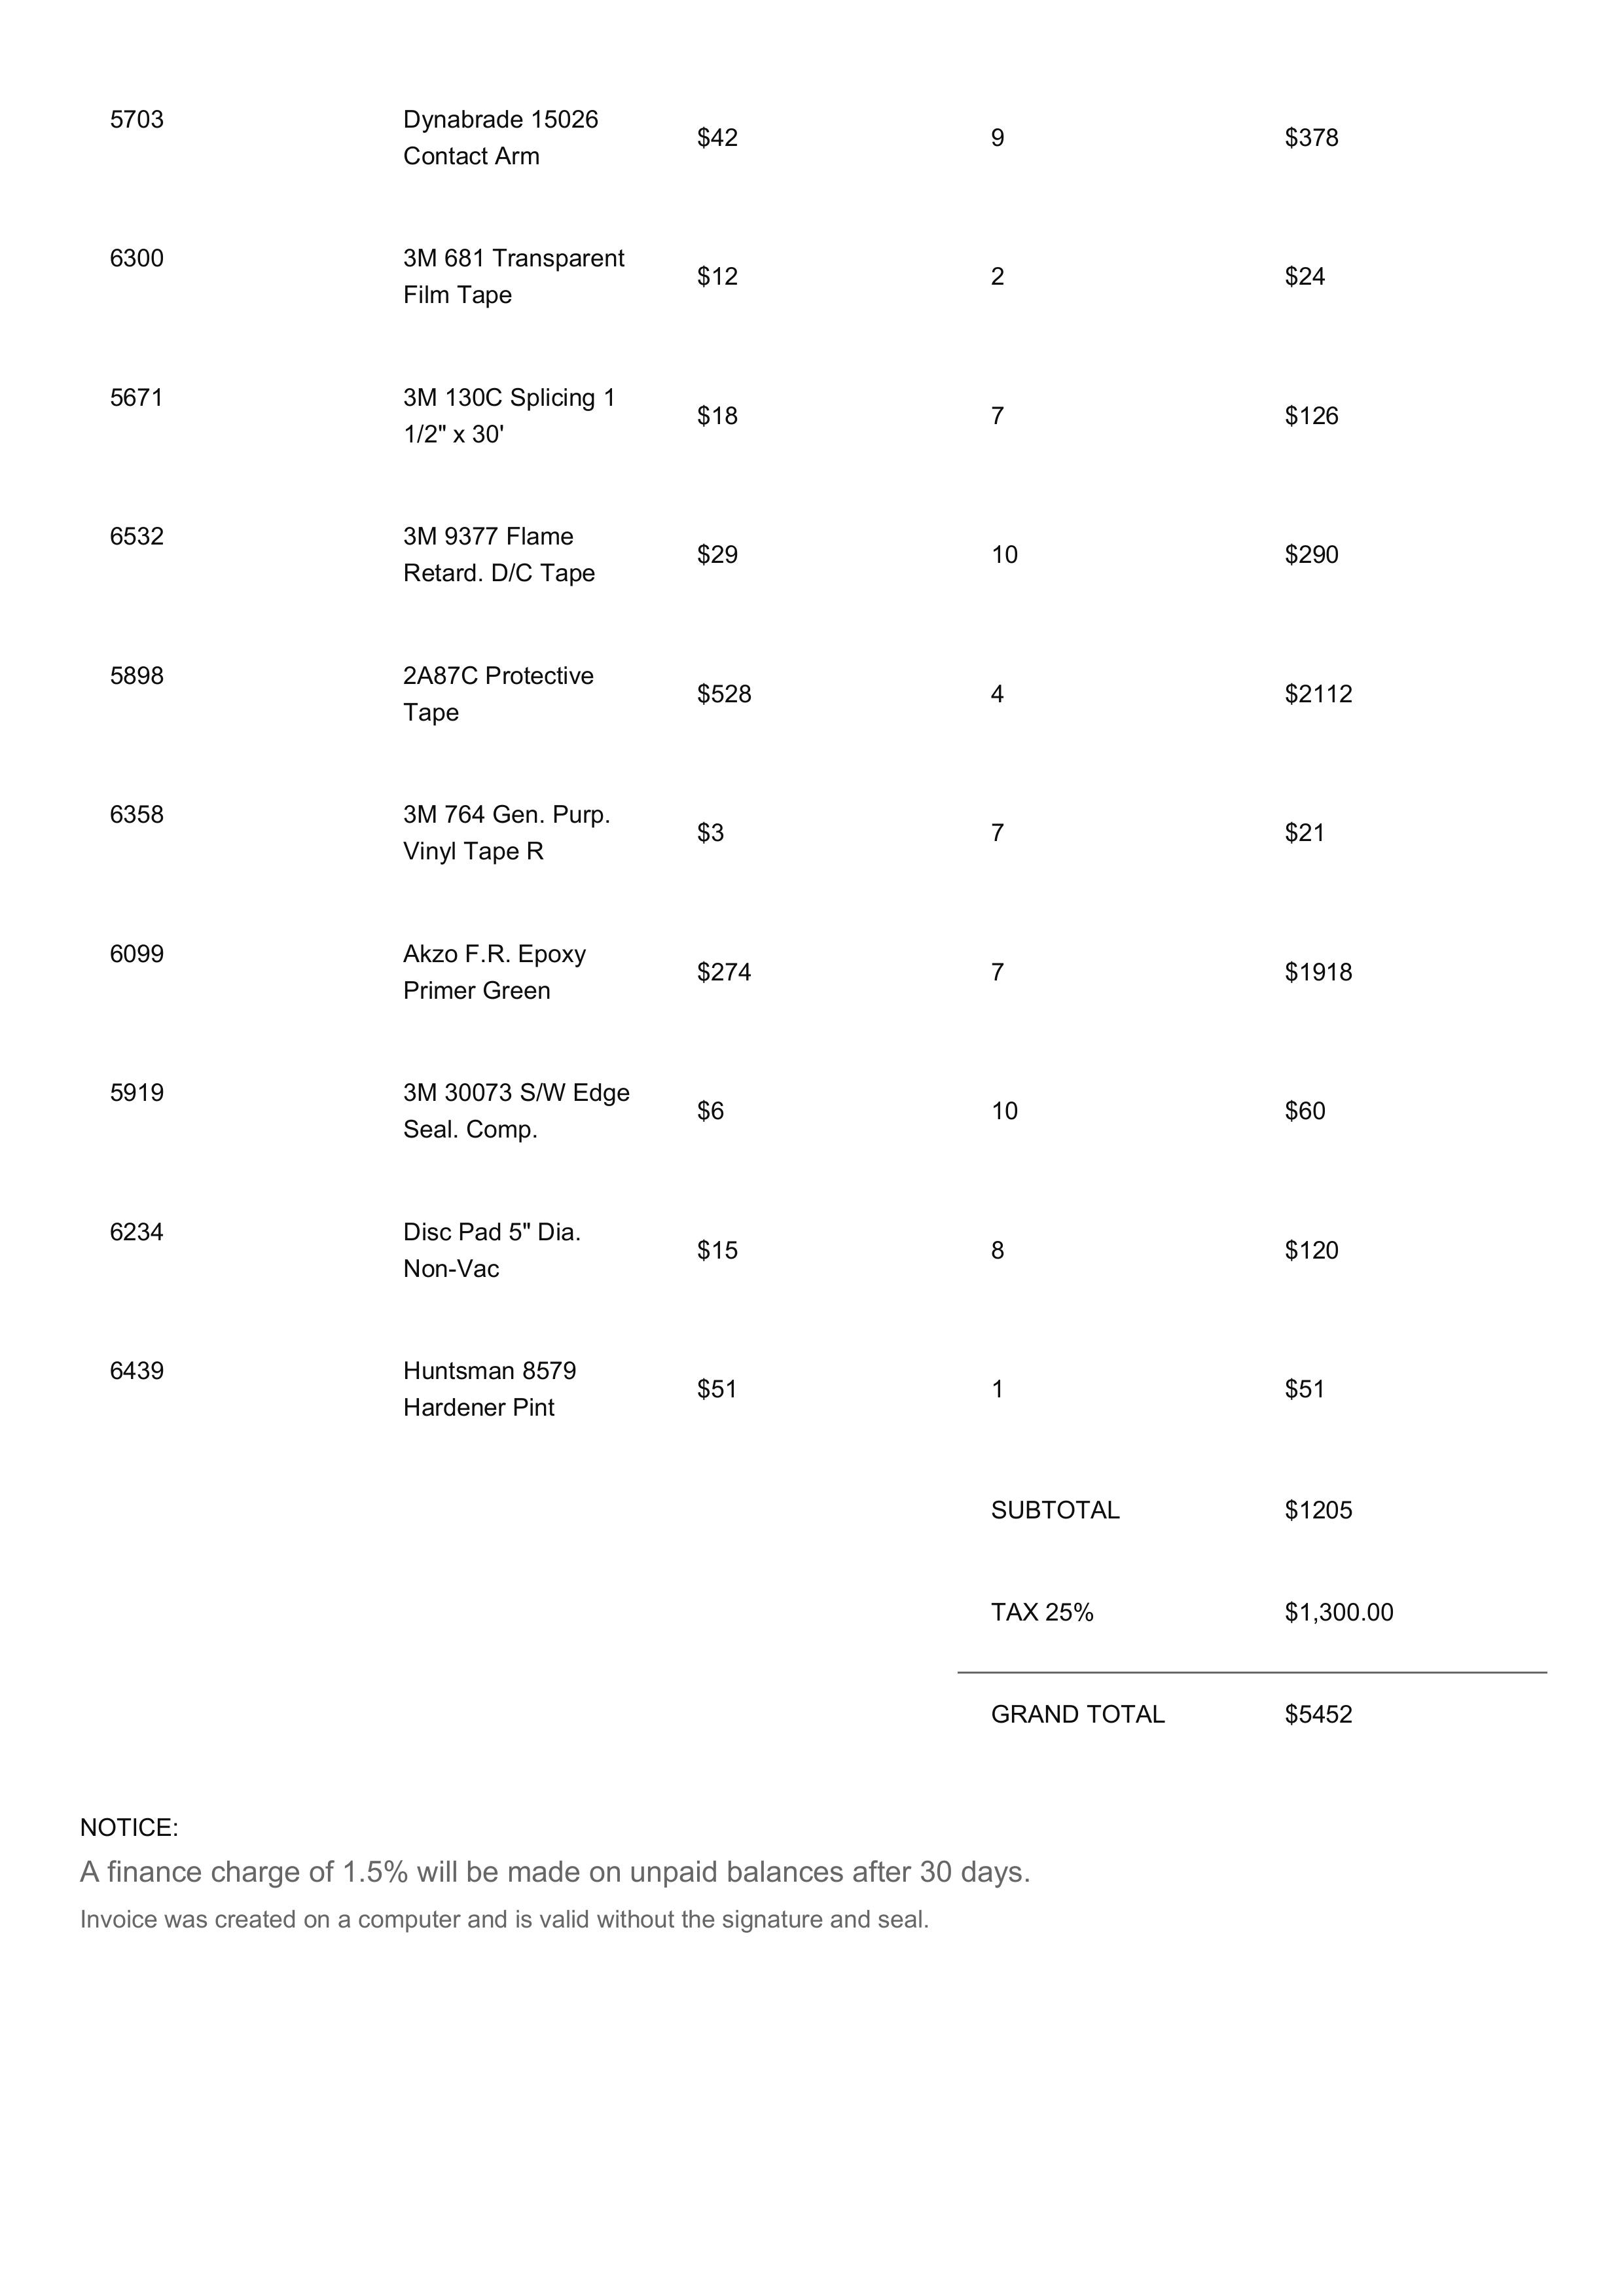 5703 Dynabrade 15026 $42 9 $378
Contact Arm
6300 3M 681 Transparent $12 2 $24
Film Tape
5671 3M 130C Splicing 1 $18 7 $126
1/2" x 30'
6532 3M 9377 Flame $29 10 $290
Retard. D/C Tape
5898 2A87C Protective $528 4 $2112
Tape
6358 3M 764 Gen. Purp. $3 7 $21
Vinyl Tape R
6099 Akzo F.R. Epoxy $274 7 $1918
Primer Green
5919 3M 30073 S/W Edge $6 10 $60
Seal. Comp.
6234 Disc Pad 5" Dia. $15 8 $120
Non-Vac
6439 Huntsman 8579 $51 1 $51
Hardener Pint
SUBTOTAL $1205
TAX 25% $1,300.00
GRAND TOTAL $5452
NOTICE:
A finance charge of 1.5% will be made on unpaid balances after 30 days.
Invoice was created on a computer and is valid without the signature and seal.